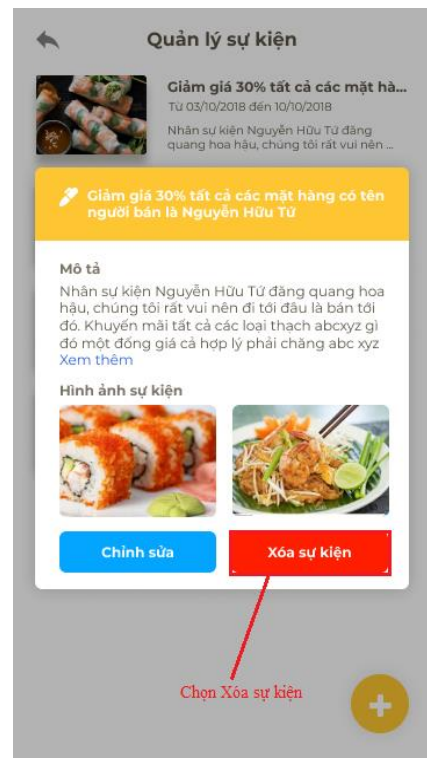 Quản lý sự kiện
Giảm giá 30% tất cả các mặt hà...
Từ 03/10/2018 đến 10/10/2018
Nhân sự kiện Nguyễn Hữu Tứ đăng
quang hoa hậu, chúng tôi rất vui nên ...
Giảm giá 30% tất cả các mặt hàng có tên
người bán là Nguyễn Hữu Tứ
Mô tả
Nhân sự kiện Nguyễn Hữu Tứ đăng quang hoa
hậu, chúng tôi rất vui nên đi tới đâu là bán tới
đó. Khuyến mãi tất cả các loại thạch abcxyz gì
đó một đống giá cả hợp lý phải chăng abc xyz
Xem thêm
Hình ảnh sự kiện
Chỉnh sửa
Xóa sự kiện
Chọn Xóa sự kiện